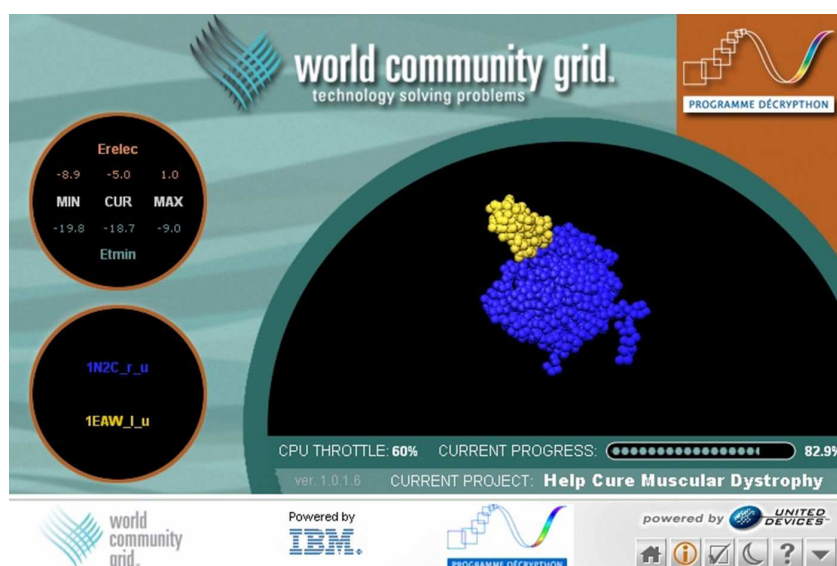 world community grid.
technology solving problems
PROGRAMME DÉCRYPTHON
Erelec
-8.9 -5.0 1.0
MIN CUR MAX
-19.8 -18.7 -9.0
Etmin
1N2C_r_u
1EAW_l_u
CPU THROTTLE: 60% CURRENT PROGRESS: 82.9%
ver. 1.0.1.6 CURRENT PROJECT: Help Cure Muscular Dystrophy
world
community
grid.
Powered by
IBM.
PROGRAMME DÉCRYPTHON
powered by UNITED
DEVICES
?